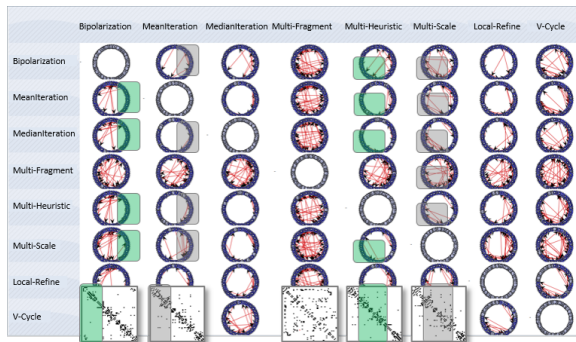 Bipolarization MeanIteration MedianIteration Multi-Fragment Multi-Heuristic Multi-Scale Local-Refine V-Cycle
Bipolarization
MeanIteration
MedianIteration
Multi-Fragment
Multi-Heuristic
Multi-Scale
Local-Refine
V-Cycle